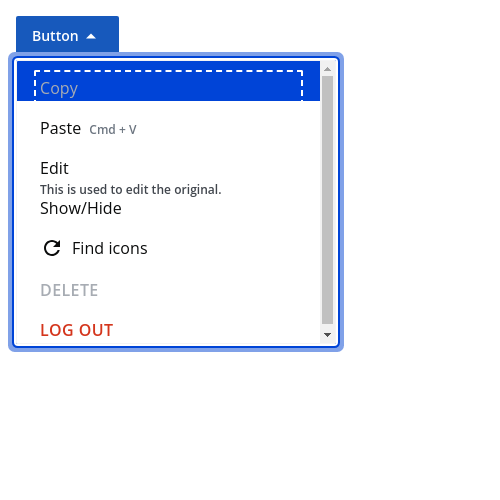 Button
Copy
Paste Cmd + V
Edit
This is used to edit the original.
Show/Hide
Find icons
DELETE
LOG OUT